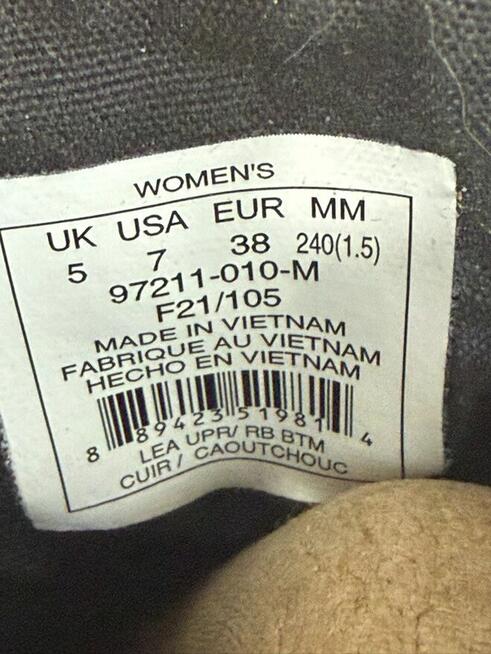 WOMEN'S
UK USA EUR MM
5 7 38 240(1.5)
97211-010-M
F21/105
MADE IN VIETNAM
FABRIQUE AU VIETNAM
HECHO EN VIETNAM
8 89423 51981 4
LEA UPR/ RB BTM
CUIR / CAOUTCHOUC